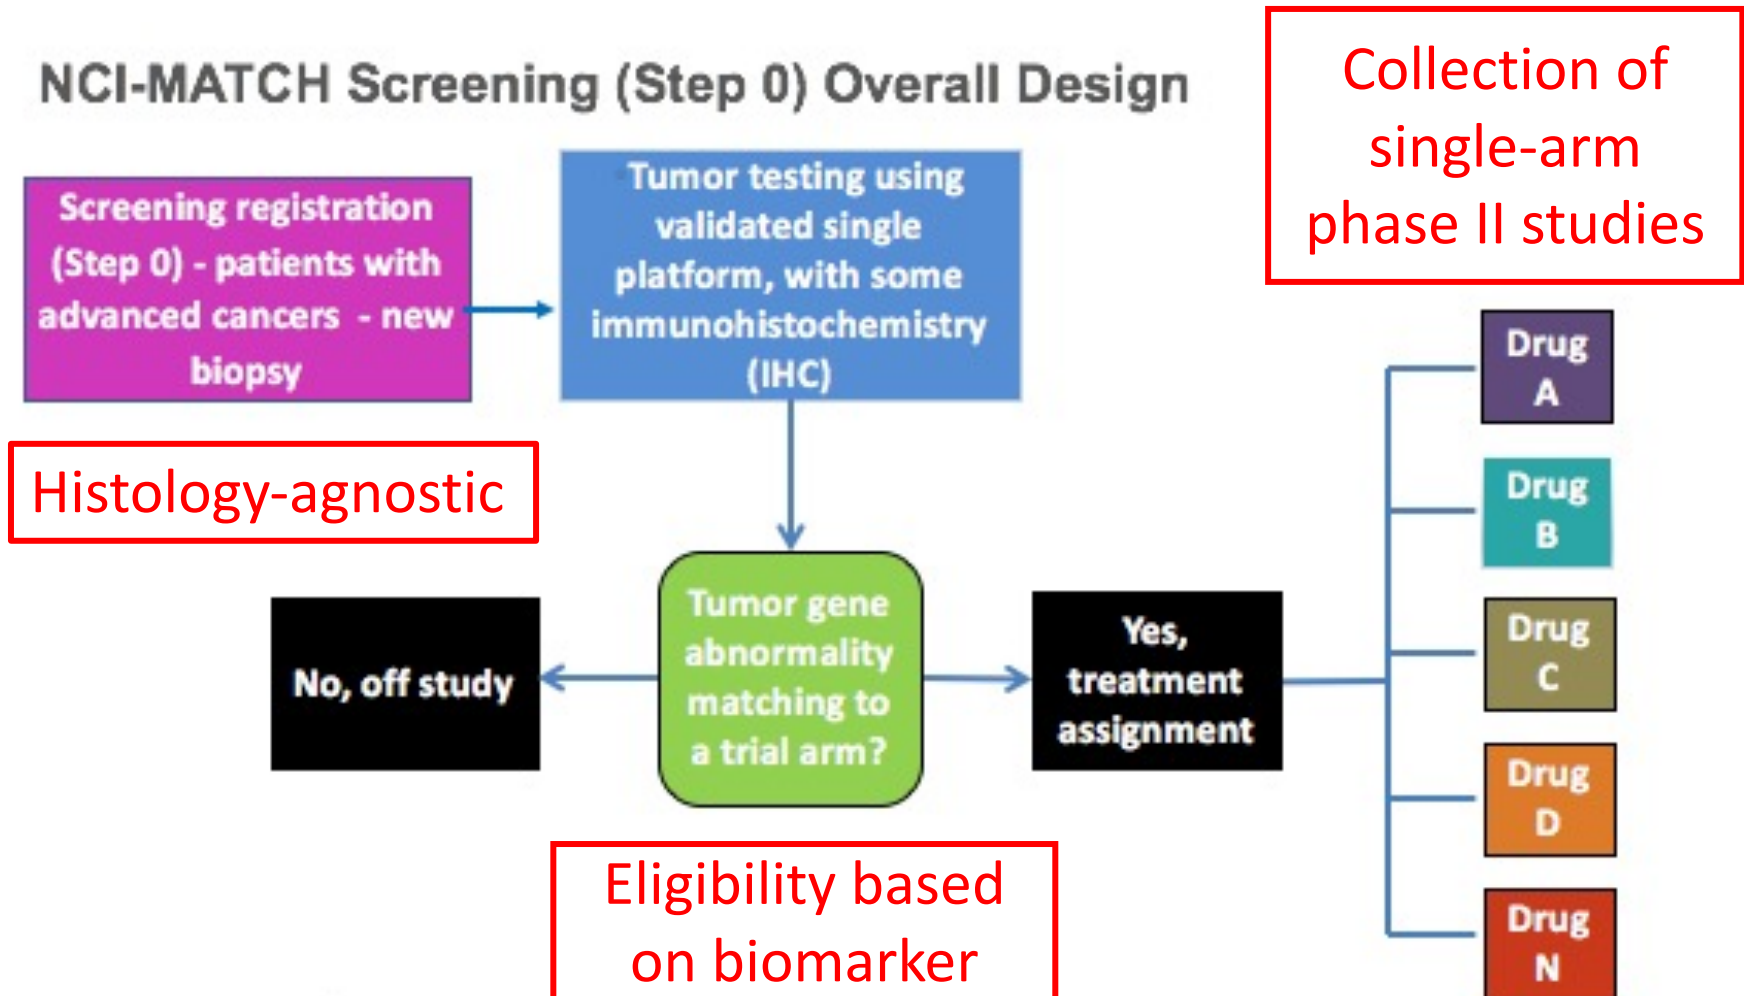 NCI-MATCH Screening (Step 0) Overall Design
Collection of
single-arm
phase II studies
Screening registration
(Step 0) - patients with
advanced cancers - new
biopsy
Tumor testing using
validated single
platform, with some
immunohistochemistry
(IHC)
Histology-agnostic
No, off study
Tumor gene
abnormality
matching to
a trial arm?
Yes,
treatment
assignment
Drug
A
Drug
B
Drug
C
Drug
D
Drug
N
Eligibility based
on biomarker